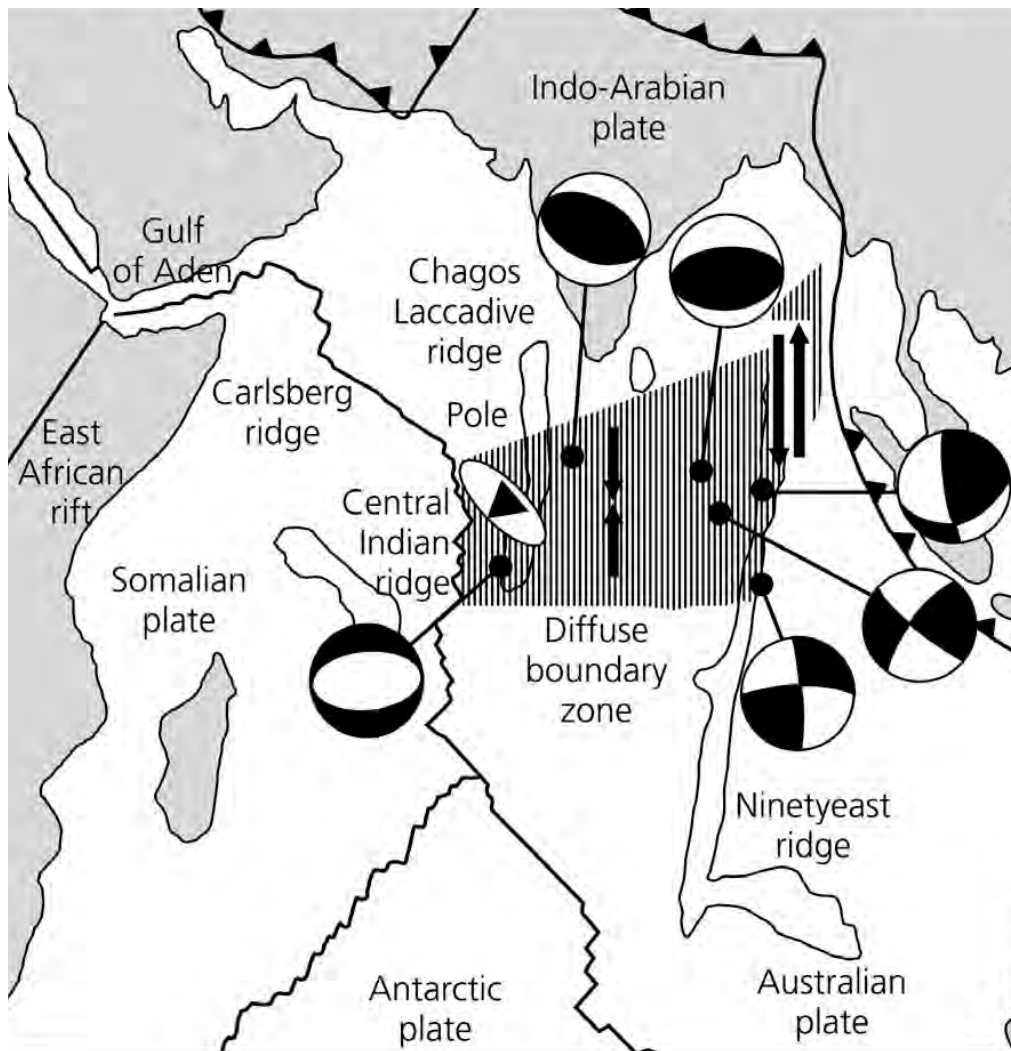 Indo-Arabian
plate
Gulf
of Aden
Chagos
Laccadive
ridge
Carlsberg
ridge
Pole
East
African
rift
Central
Indian
ridge
Somalian
plate
Diffuse
boundary
zone
Ninetyeast
ridge
Antarctic
plate
Australian
plate